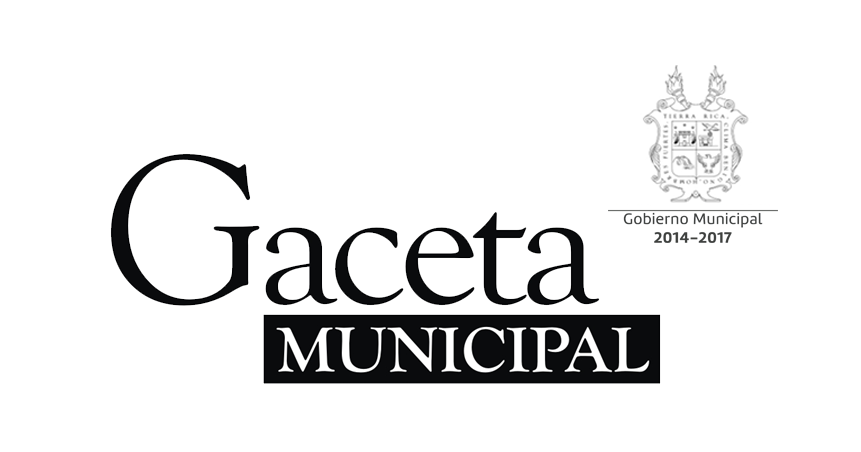 TIERRA RICA,
Gobierno Municipal
2014–2017
Gaceta
MUNICIPAL